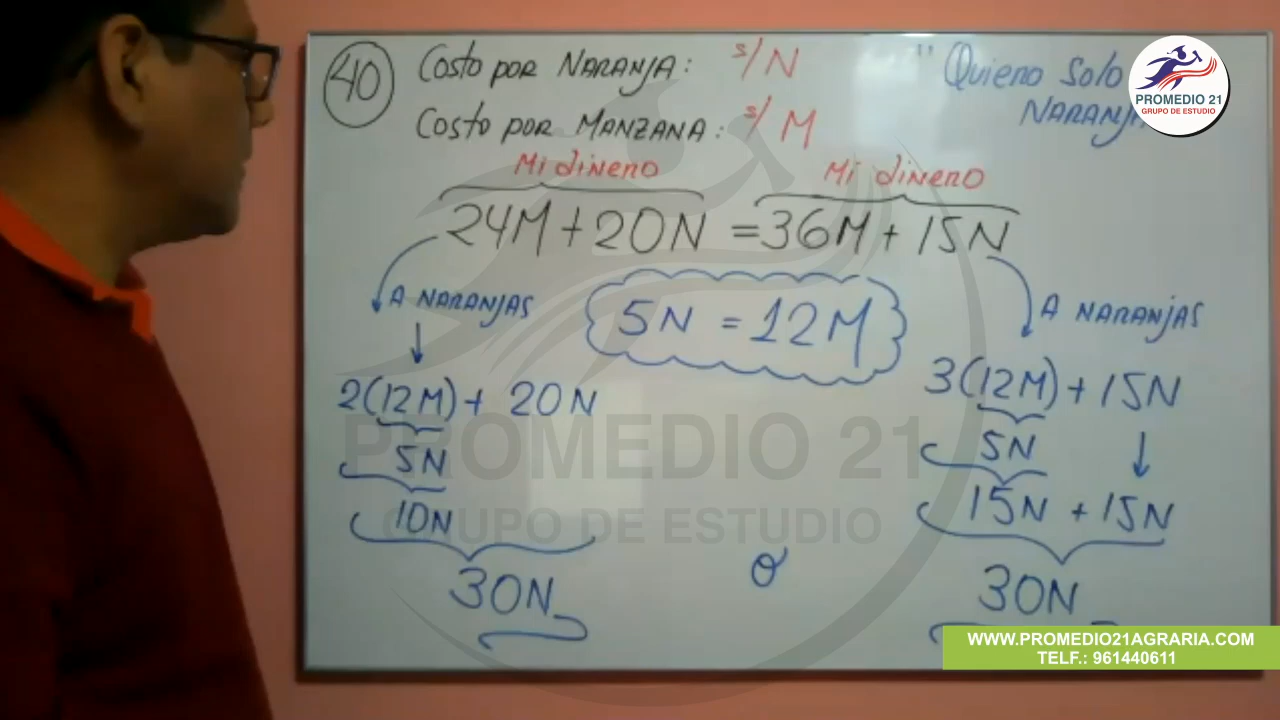 40
Costo por NARANJA: s/N
Costo por MANZANA: s/M
" Quiero Solo
NARANJA
PROMEDIO 21
GRUPO DE ESTUDIO
Mi dinero Mi dinero
24M + 20N = 36M + 15N
A NARANJAS
5N = 12M
A NARANJAS
2(12M) + 20N
5N
10N
30N
o
3(12M) + 15N
5N
15N + 15N
30N
PROMEDIO 21
GRUPO DE ESTUDIO
WWW.PROMEDIO21AGRARIA.COM
TELF.: 961440611